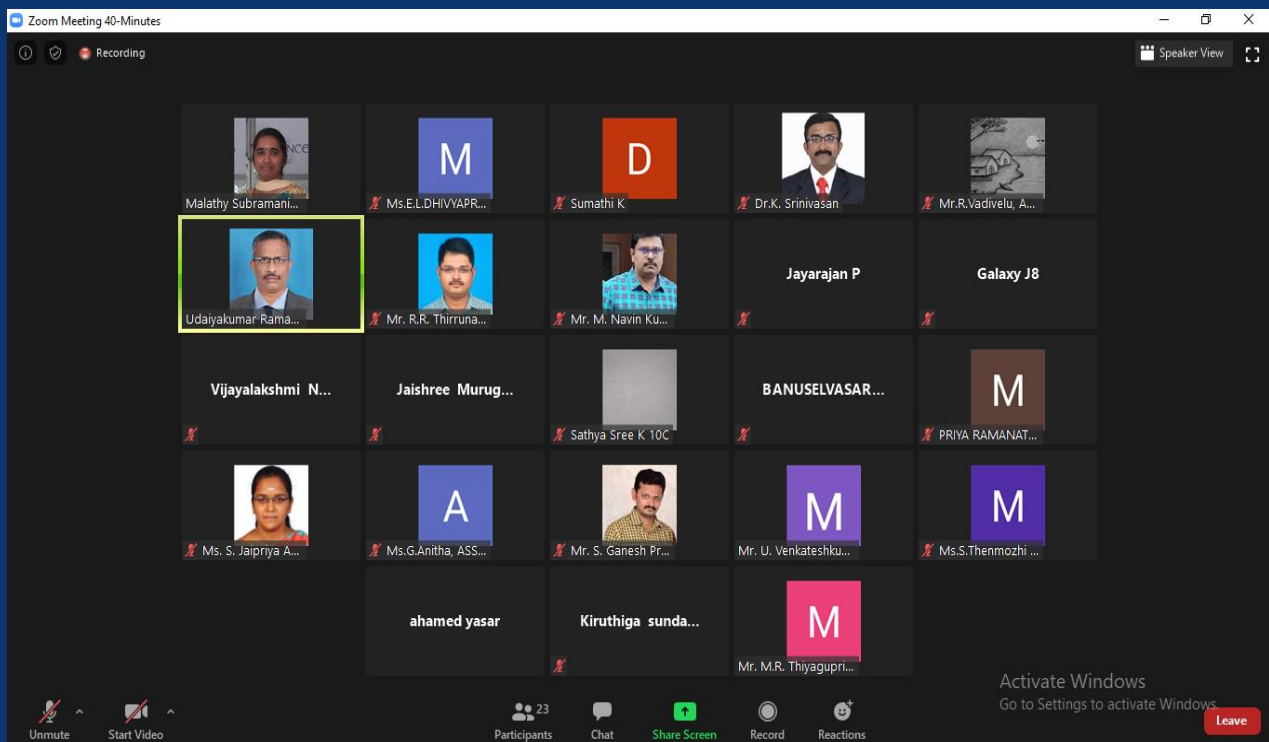 Zoom Meeting 40-Minutes
Recording
Speaker View
NCE
M
D
Malathy Subramani...
Ms.E.L.DHIVYAPR...
Sumathi K
Dr.K. Srinivasan
Mr.R.Vadivelu, A...
Jayarajan P
Galaxy J8
Udaiyakumar Rama...
Mr. R.R. Thirruna...
Mr. M. Navin Ku...
Vijayalakshmi N...
Jaishree Murug...
BANUSELVASAR...
M
Sathya Sree K 10C
PRIYA RAMANAT...
A
M
M
Ms. S. Jaipriya A...
Ms.G.Anitha, ASS...
Mr. S. Ganesh Pr...
Mr. U. Venkateshku...
Ms.S.Thenmozhi ...
ahamed yasar
Kiruthiga sunda...
M
Mr. M.R. Thiyagupri...
Activate Windows
Go to Settings to activate Windows.
23
Unmute
Start Video
Participants
Chat
Share Screen
Record
Reactions
Leave